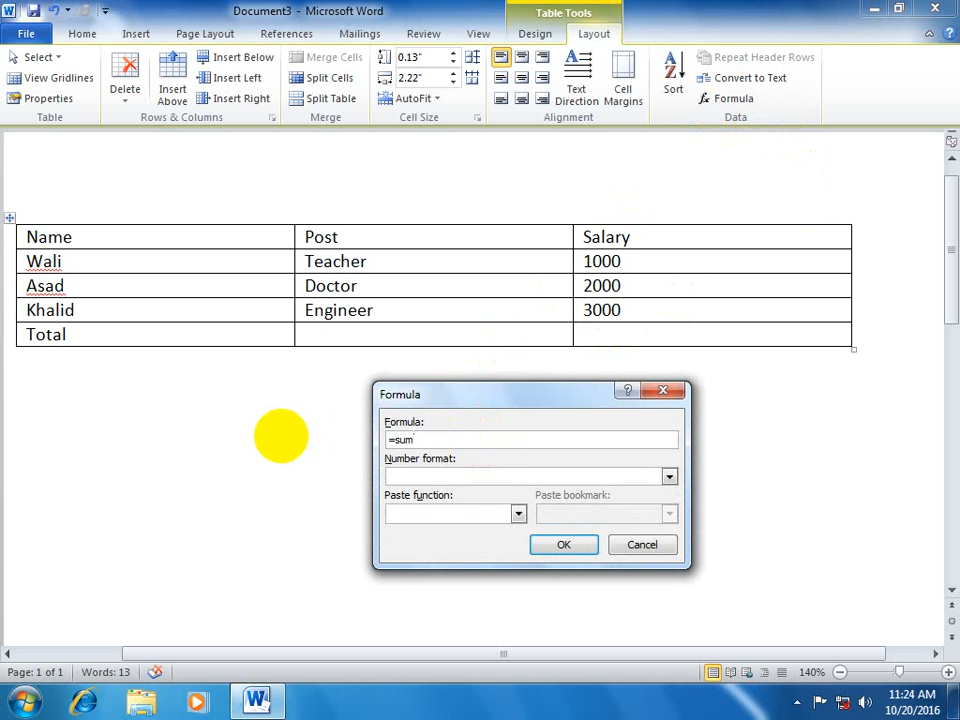 Document3 - Microsoft Word
Table Tools
File Home Insert Page Layout References Mailings Review View Design Layout
Select Delete Insert Above Insert Below Merge Cells 0.13" Text Direction Cell Margins Sort Repeat Header Rows
View Gridlines Insert Left Split Cells 2.22" Convert to Text
Properties Insert Right Split Table AutoFit fx Formula
Table Rows & Columns Merge Cell Size Alignment Data
Name Post Salary
Wali Teacher 1000
Asad Doctor 2000
Khalid Engineer 3000
Total
Formula
Formula:
=sum
Number format:
Paste function: Paste bookmark:
OK Cancel
Page: 1 of 1 Words: 13 140%
11:24 AM
10/20/2016